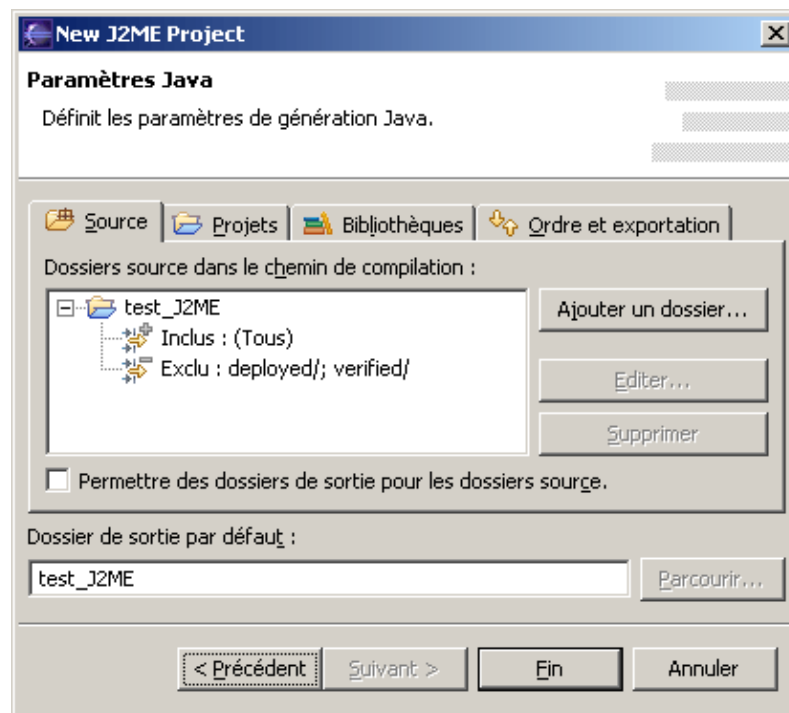 New J2ME Project
Paramètres Java
Définit les paramètres de génération Java.
Source Projets Bibliothèques Ordre et exportation
Dossiers source dans le chemin de compilation :
test_J2ME
Ajouter un dossier...
Inclus : (Tous)
Exclu : deployed/; verified/
Editer...
Supprimer
Permettre des dossiers de sortie pour les dossiers source.
Dossier de sortie par défaut :
test_J2ME
Parcourir...
< Précédent Suivant > Fin Annuler